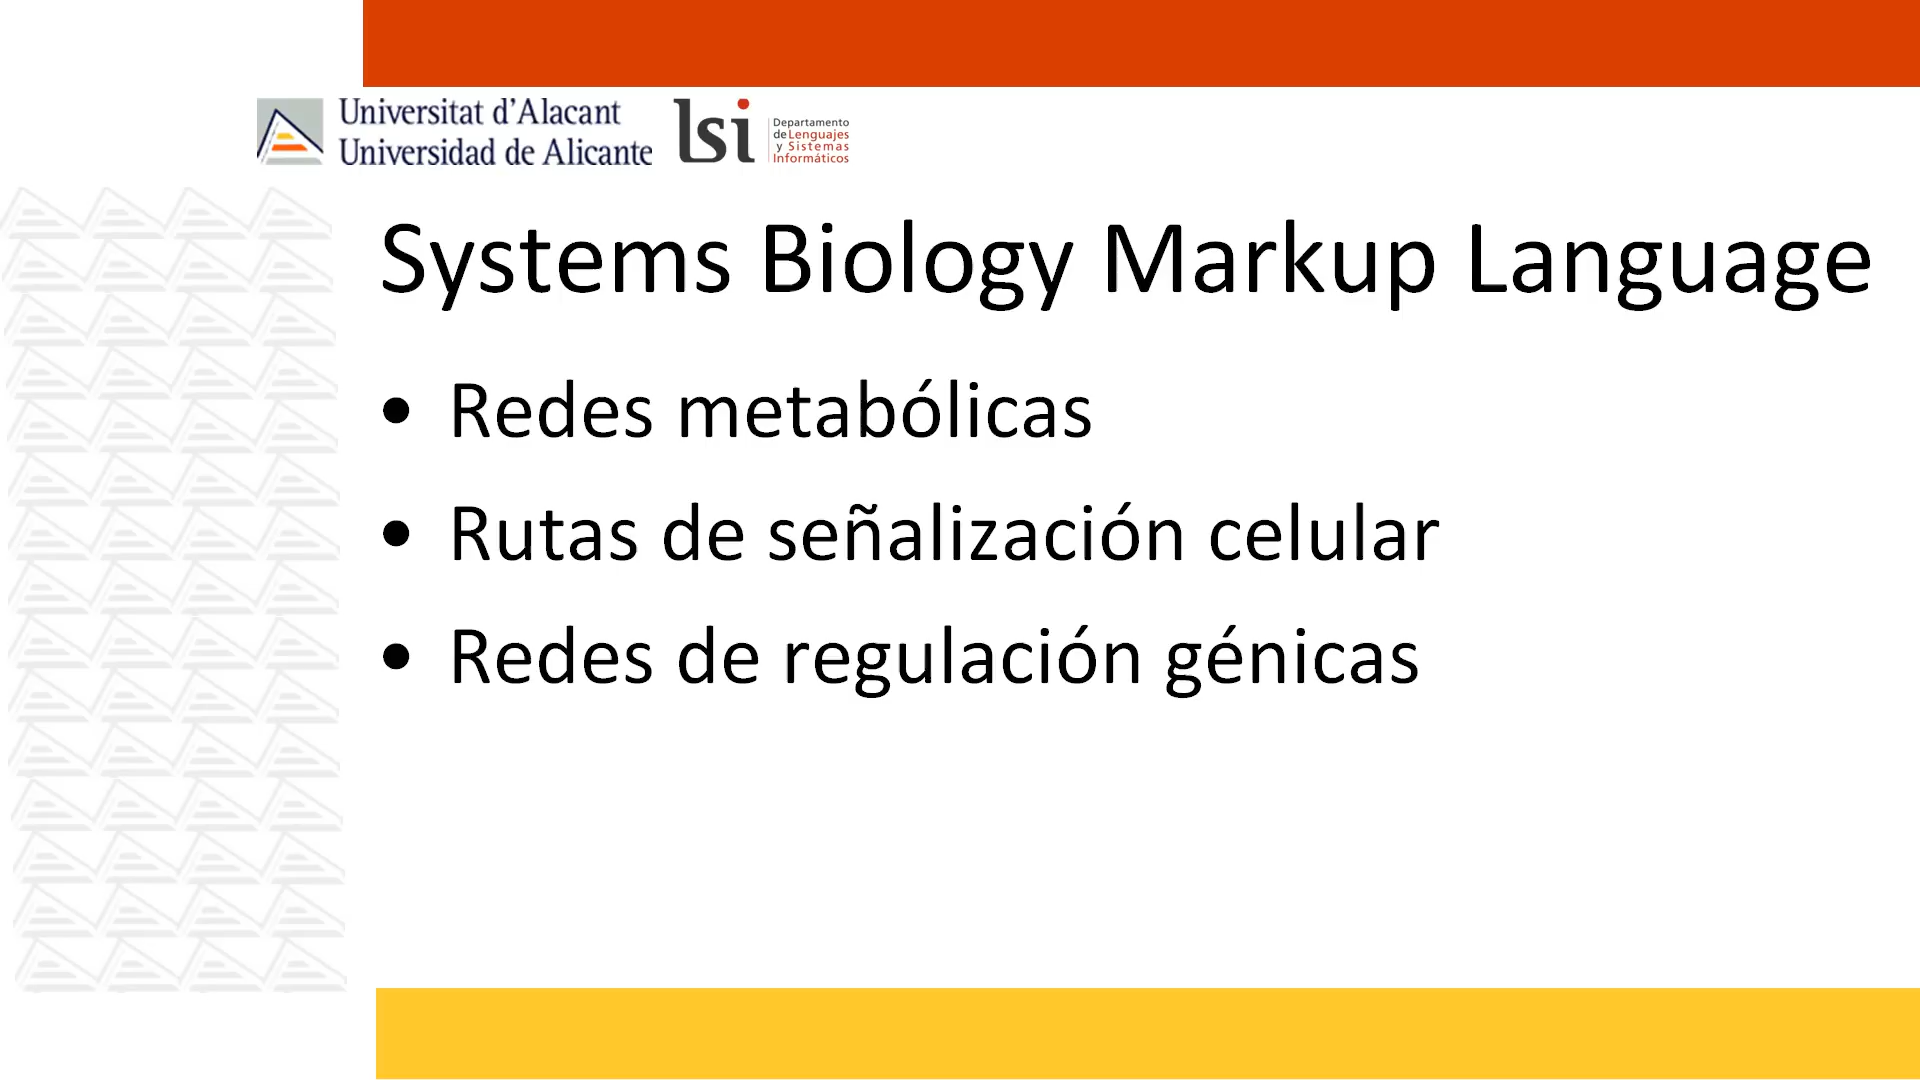 Universitat d'Alacant
Universidad de Alicante
lsi
Departamento
de Lenguajes
y Sistemas
Informáticos
Systems Biology Markup Language
• Redes metabólicas
• Rutas de señalización celular
• Redes de regulación génicas